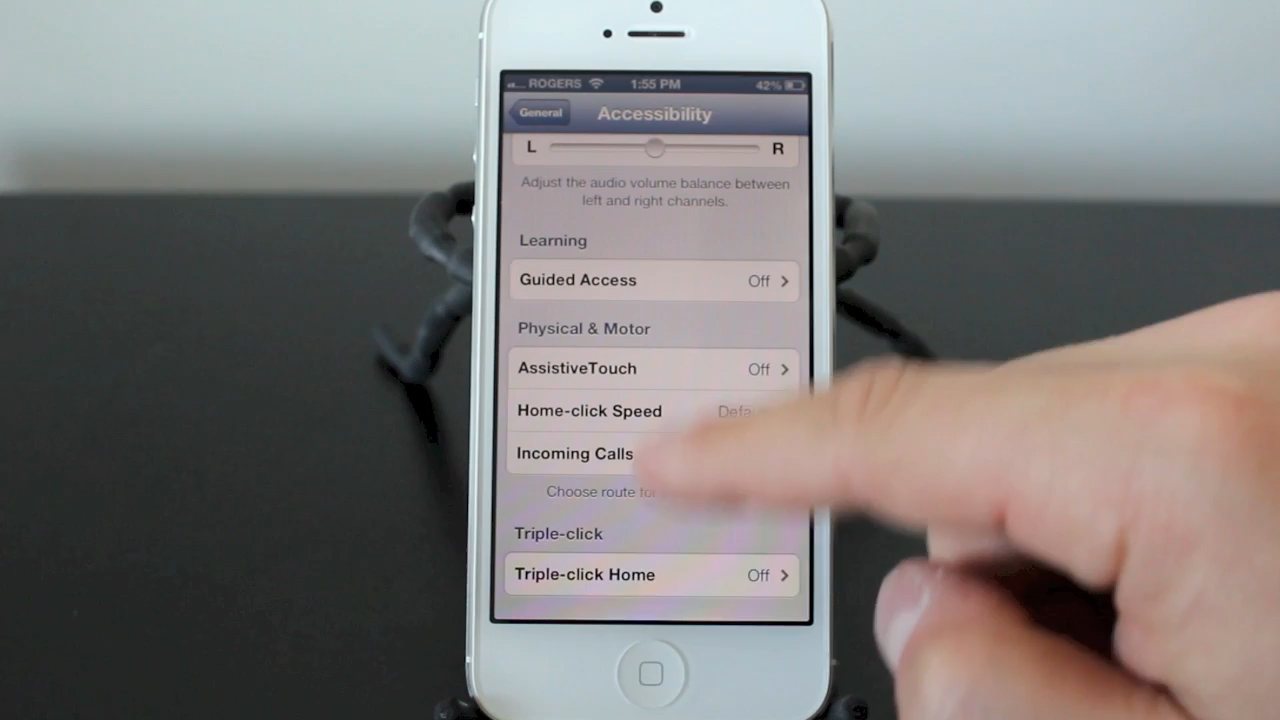 ROGERS 1:55 PM 42%
General Accessibility
L R
Adjust the audio volume balance between
left and right channels.
Learning
Guided Access Off
Physical & Motor
AssistiveTouch Off
Home-click Speed
Incoming Calls
Choose route
Triple-click
Triple-click Home Off